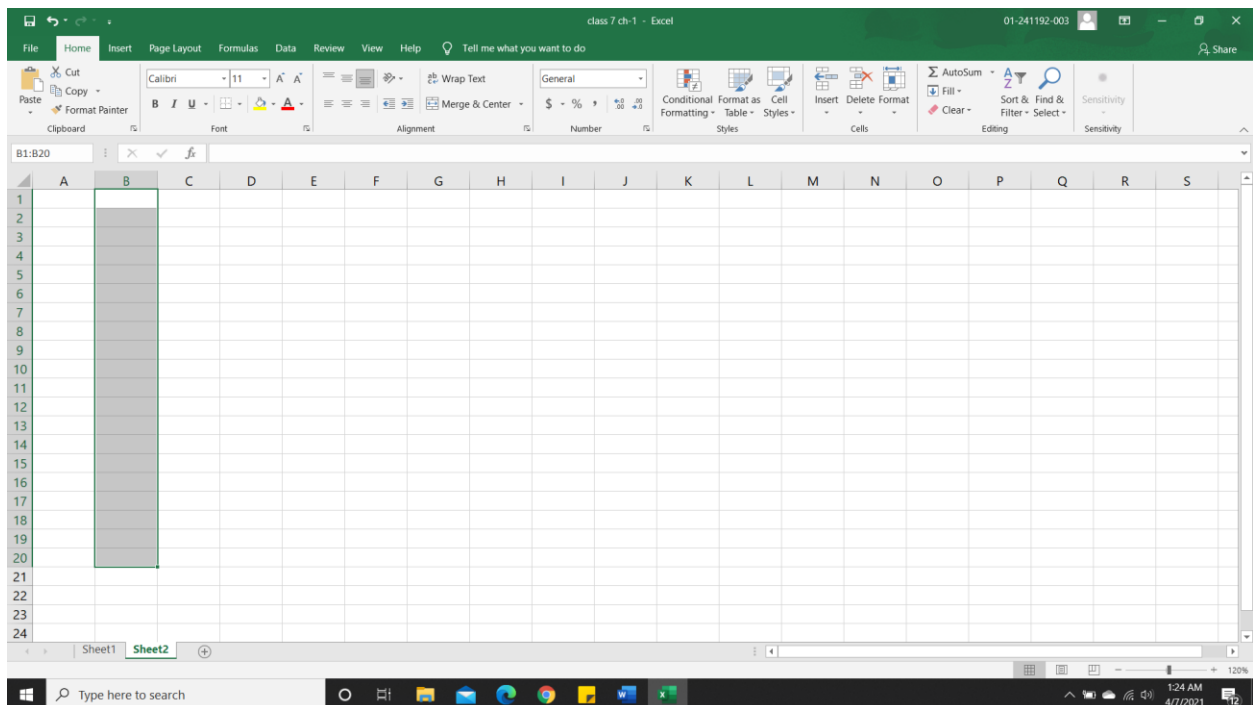 class 7 ch-1 - Excel 01-241192-003
File Home Insert Page Layout Formulas Data Review View Help Tell me what you want to do Share
Paste Cut Copy Format Painter Clipboard
Calibri 11 A A B I U A Font
Wrap Text Merge & Center Alignment
General $ % , .00 Number
Conditional Formatting Format as Table Cell Styles Styles
Insert Delete Format Cells
AutoSum Fill Clear Sort & Filter Find & Select Editing
Sensitivity Sensitivity
B1:B20 fx
A B C D E F G H I J K L M N O P Q R S
1
2
3
4
5
6
7
8
9
10
11
12
13
14
15
16
17
18
19
20
21
22
23
24
Sheet1 Sheet2
120%
Type here to search 1:24 AM
4/7/2021 12